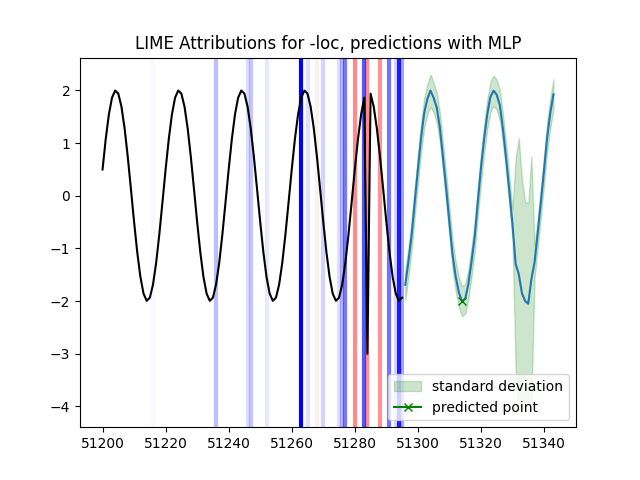 LIME Attributions for -loc, predictions with MLP
2
1
0
−1
−2
−3
−4
standard deviation
predicted point
51200 51220 51240 51260 51280 51300 51320 51340